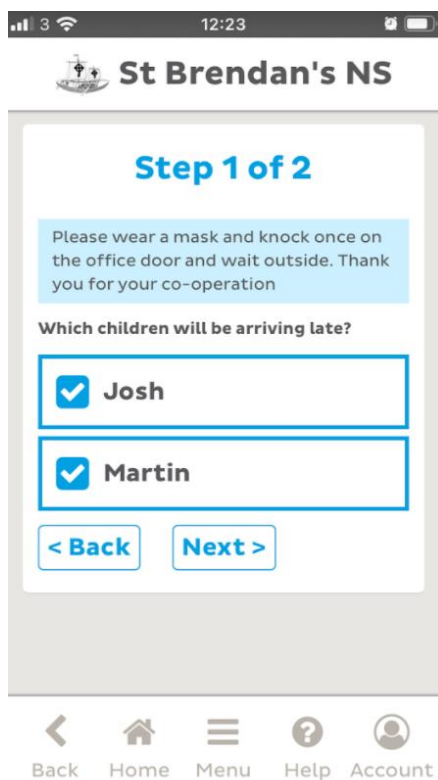 3 12:23
St Brendan's NS
Step 1 of 2
Please wear a mask and knock once on
the office door and wait outside. Thank
you for your co-operation
Which children will be arriving late?
Josh
Martin
< Back Next >
Back Home Menu Help Account